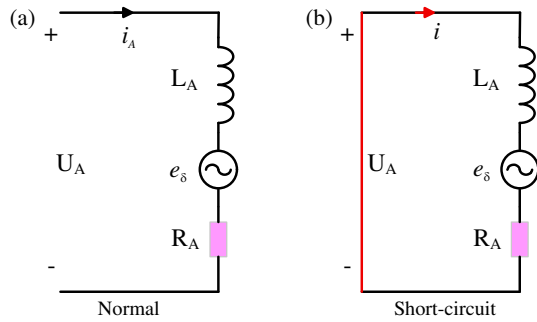 (a)
+
i_A
L_A
U_A
e_δ
R_A
-
Normal
(b)
+
i
L_A
U_A
e_δ
R_A
-
Short-circuit